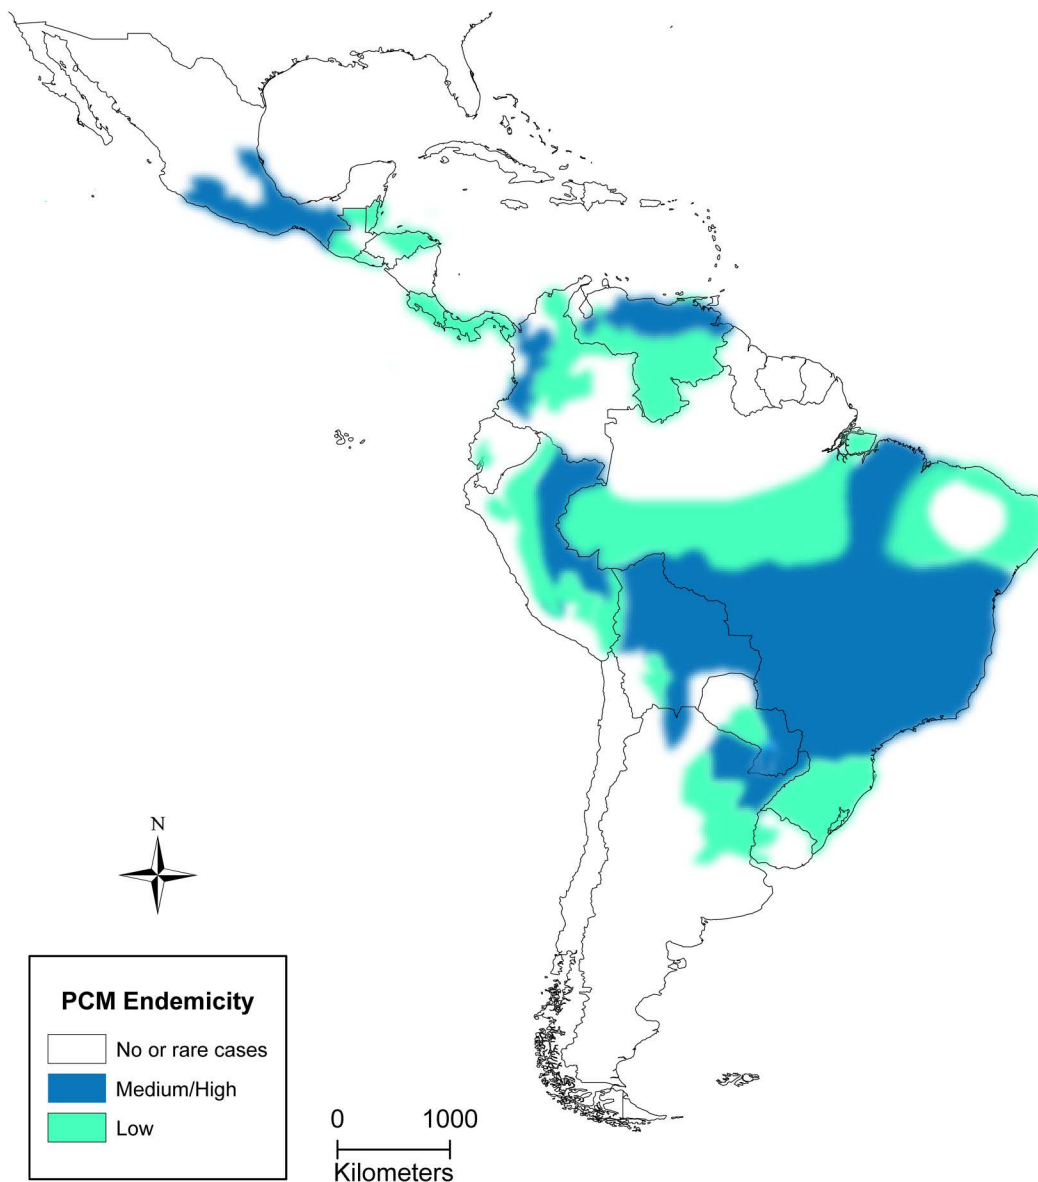 N
PCM Endemicity
No or rare cases
Medium/High
Low
0 1000
Kilometers